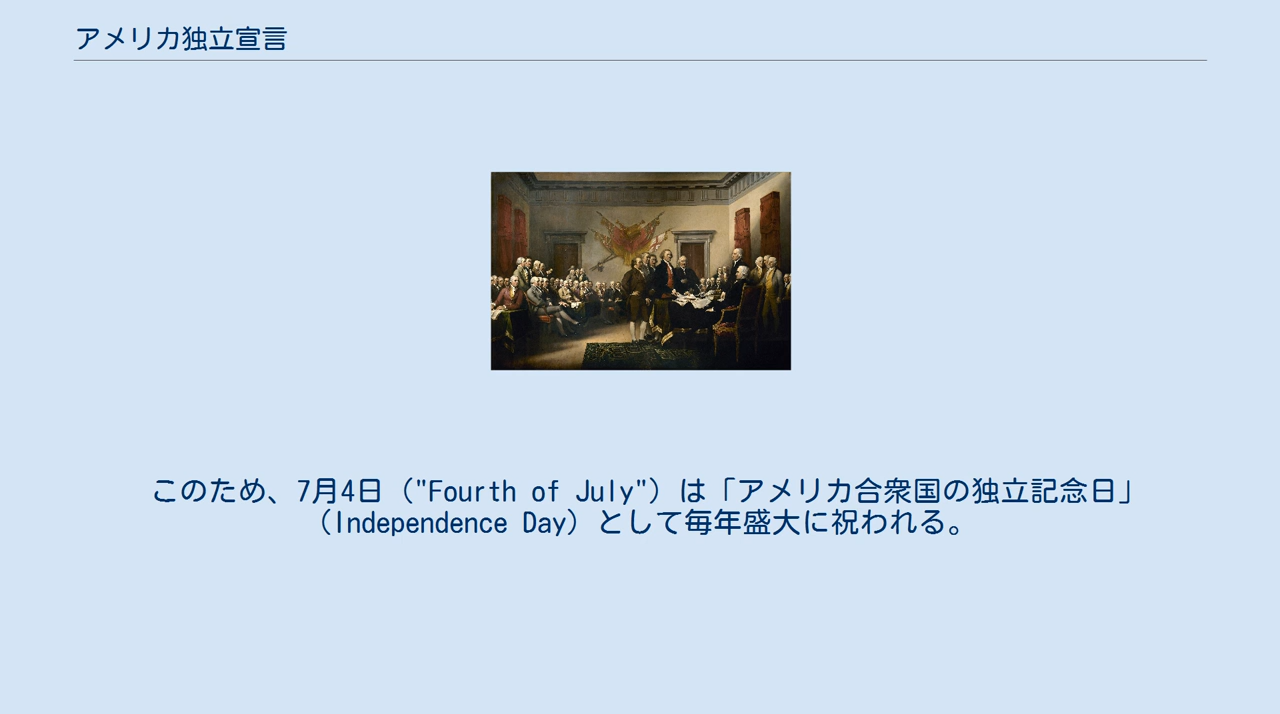 アメリカ独立宣言
このため、7月4日（"Fourth of July"）は「アメリカ合衆国の独立記念日」
（Independence Day）として毎年盛大に祝われる。